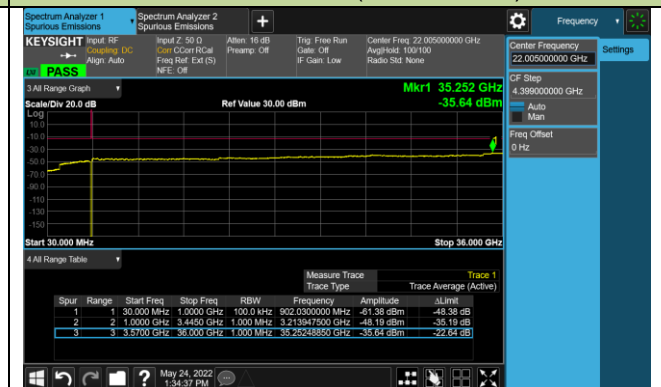 Spectrum Analyzer 1
Spurious Emissions
Spectrum Analyzer 2
Spurious Emissions
+
Frequency
KEYSIGHT
Input: RF
Coupling: DC
Align: Auto
Input Z: 50 Ω
Corr CCorr RCal
Freq Ref: Ext (S)
NFE: Off
Atten: 16 dB
Preamp: Off
Trig: Free Run
Gate: Off
IF Gain: Low
Center Freq: 22.005000000 GHz
Avg|Hold: 100/100
Radio Std: None
PASS
Center Frequency
22.005000000 GHz
Settings
CF Step
4.399000000 GHz
Auto
Man
Freq Offset
0 Hz
3 All Range Graph
Mkr1 35.252 GHz
Scale/Div 20.0 dB
Ref Value 30.00 dBm
-35.64 dBm
Log
10.0
-10.0
-30.0
-50.0
-70.0
-90.0
-110
-130
-150
1
Start 30.000 MHz
Stop 36.000 GHz
4 All Range Table
Measure Trace Trace 1
Trace Type Trace Average (Active)
Spur Range Start Freq Stop Freq RBW Frequency Amplitude ΔLimit
1 1 30.000 MHz 1.0000 GHz 100.0 kHz 902.0300000 MHz -61.38 dBm -48.38 dB
2 2 1.0000 GHz 3.4450 GHz 1.000 MHz 3.213947500 GHz -48.19 dBm -35.19 dB
3 3 3.5700 GHz 36.000 GHz 1.000 MHz 35.25248850 GHz -35.64 dBm -22.64 dB
?
May 24, 2022
1:34:37 PM